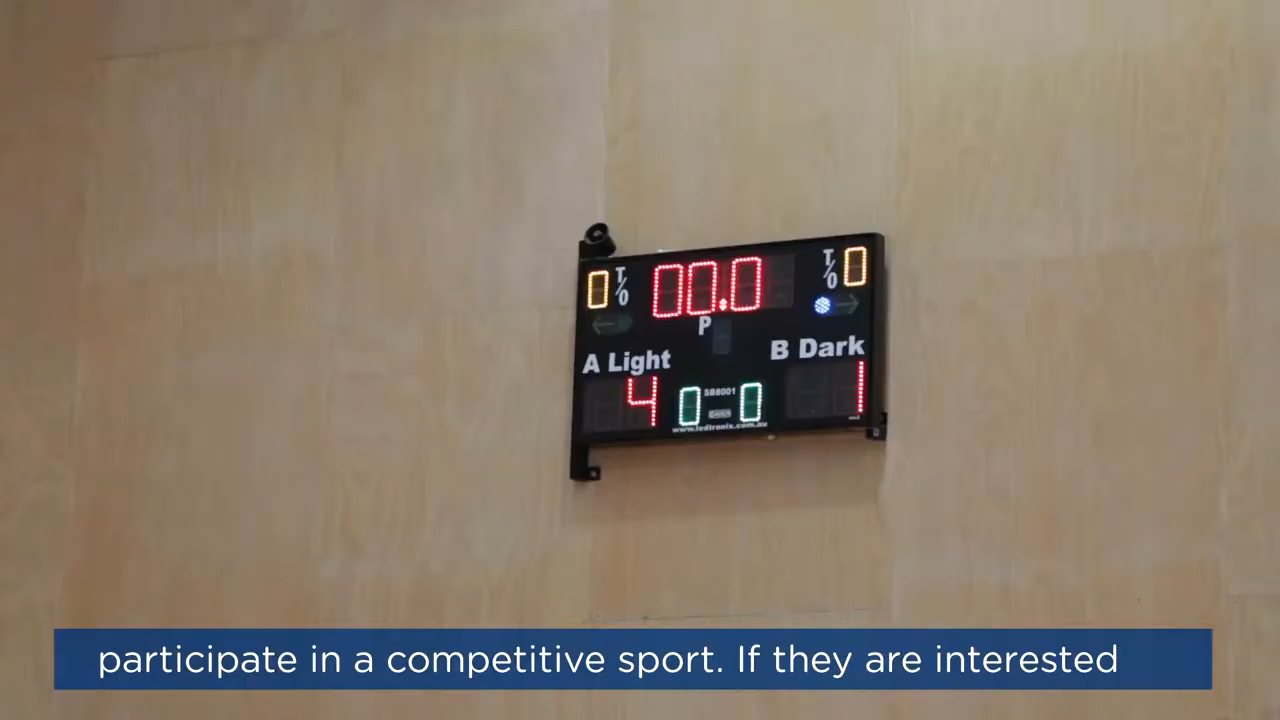 0 T/O 00.0 T/O 0
P
A Light B Dark
4 0 SB8001 0 1
www.ledtronix.com.au
participate in a competitive sport. If they are interested